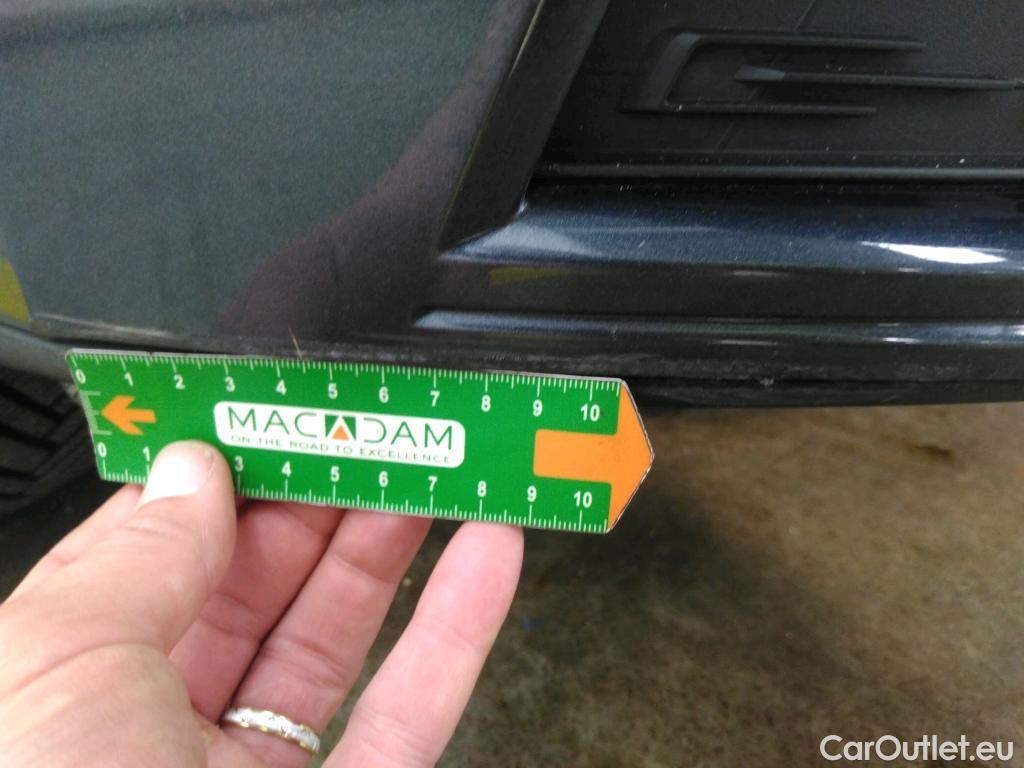 0 1 2 3 4 5 6 7 8 9 10
MACADAM
ON THE ROAD TO EXCELLENCE
0 1 3 4 5 6 7 8 9 10
CarOutlet.eu